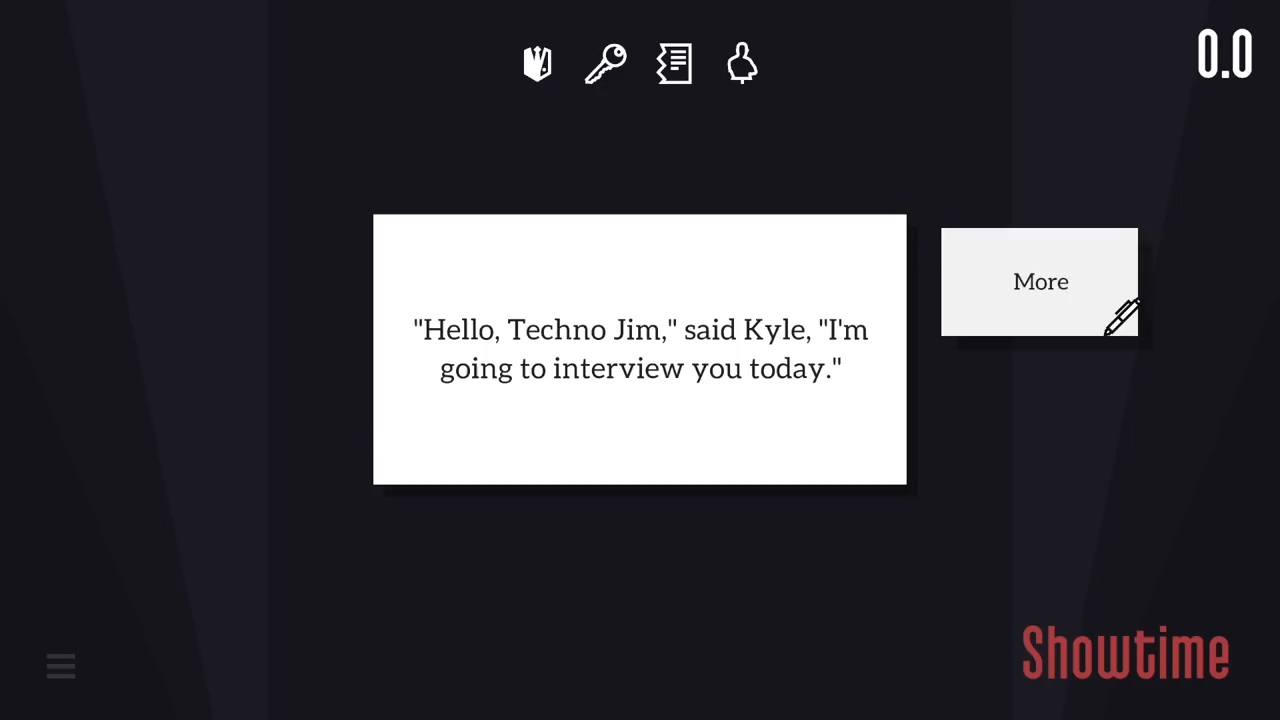 0.0
"Hello, Techno Jim," said Kyle, "I'm
going to interview you today."
More
Showtime